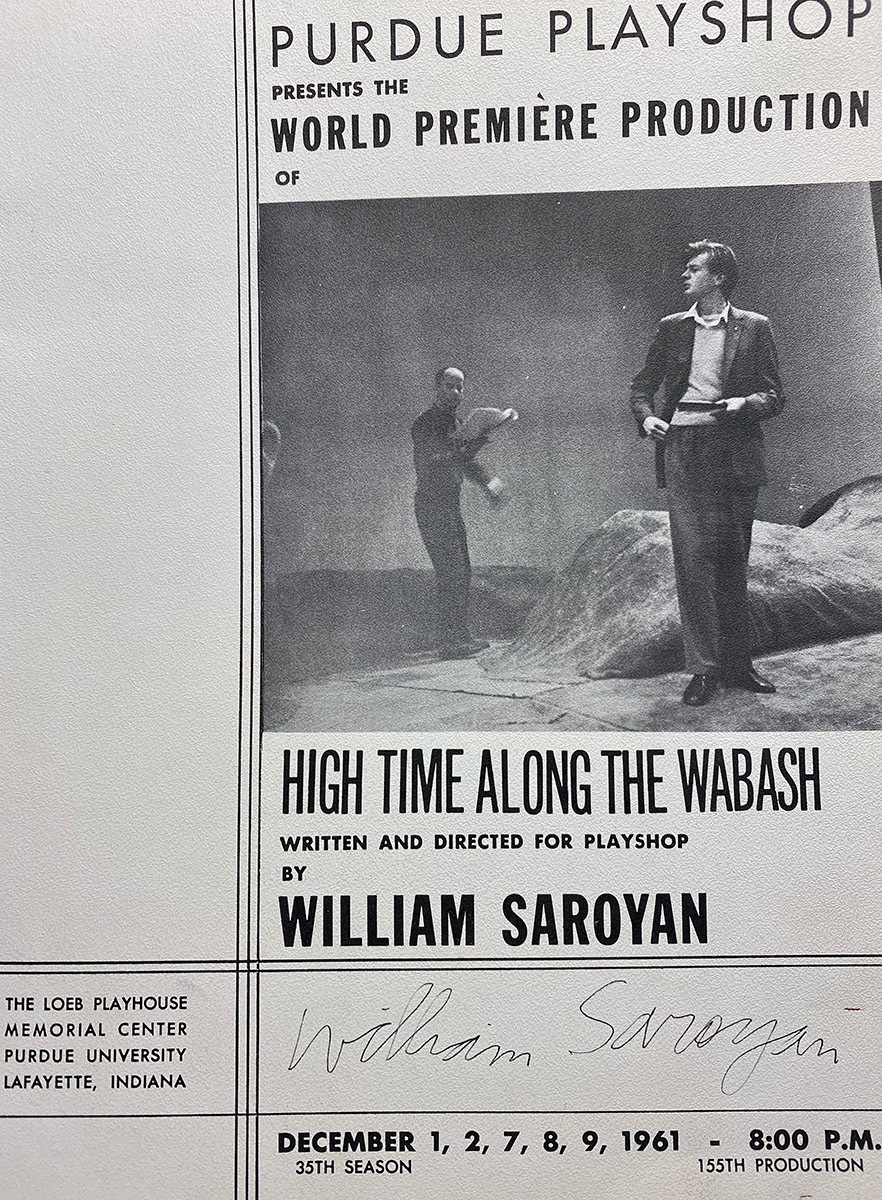 PURDUE PLAYSHOP
PRESENTS THE
WORLD PREMIÈRE PRODUCTION
OF
HIGH TIME ALONG THE WABASH
WRITTEN AND DIRECTED FOR PLAYSHOP
BY
WILLIAM SAROYAN
THE LOEB PLAYHOUSE
MEMORIAL CENTER
PURDUE UNIVERSITY
LAFAYETTE, INDIANA
William Saroyan
DECEMBER 1, 2, 7, 8, 9, 1961 - 8:00 P.M.
35TH SEASON 155TH PRODUCTION